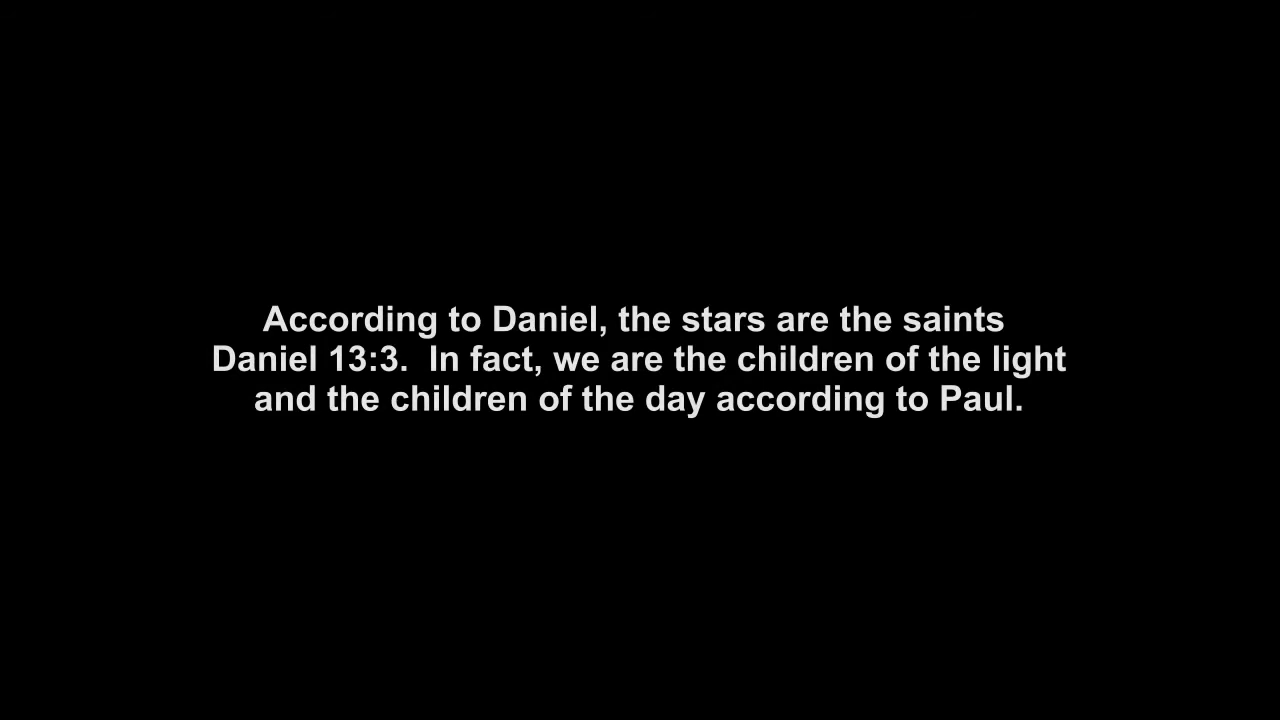 According to Daniel, the stars are the saints
Daniel 13:3.  In fact, we are the children of the light
and the children of the day according to Paul.